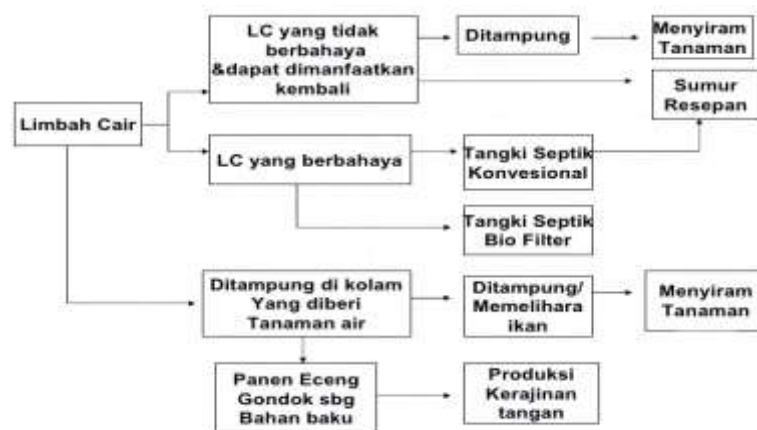 LC yang tidak
berbahaya
&dapat dimanfaatkan
kembali
Ditampung
Menyiram
Tanaman
Sumur
Resepan
Limbah Cair
LC yang berbahaya
Tangki Septik
Konvesional
Tangki Septik
Bio Filter
Ditampung di kolam
Yang diberi
Tanaman air
Ditampung/
Memelihara
ikan
Menyiram
Tanaman
Panen Eceng
Gondok sbg
Bahan baku
Produksi
Kerajinan
tangan